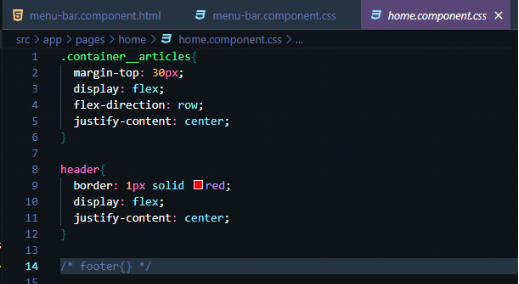 menu-bar.component.html menu-bar.component.css home.component.css
src > app > pages > home > home.component.css > ...
1 .container__articles{
2 margin-top: 30px;
3 display: flex;
4 flex-direction: row;
5 justify-content: center;
6 }
7
8 header{
9 border: 1px solid red;
10 display: flex;
11 justify-content: center;
12 }
13
14 /* footer{} */
15